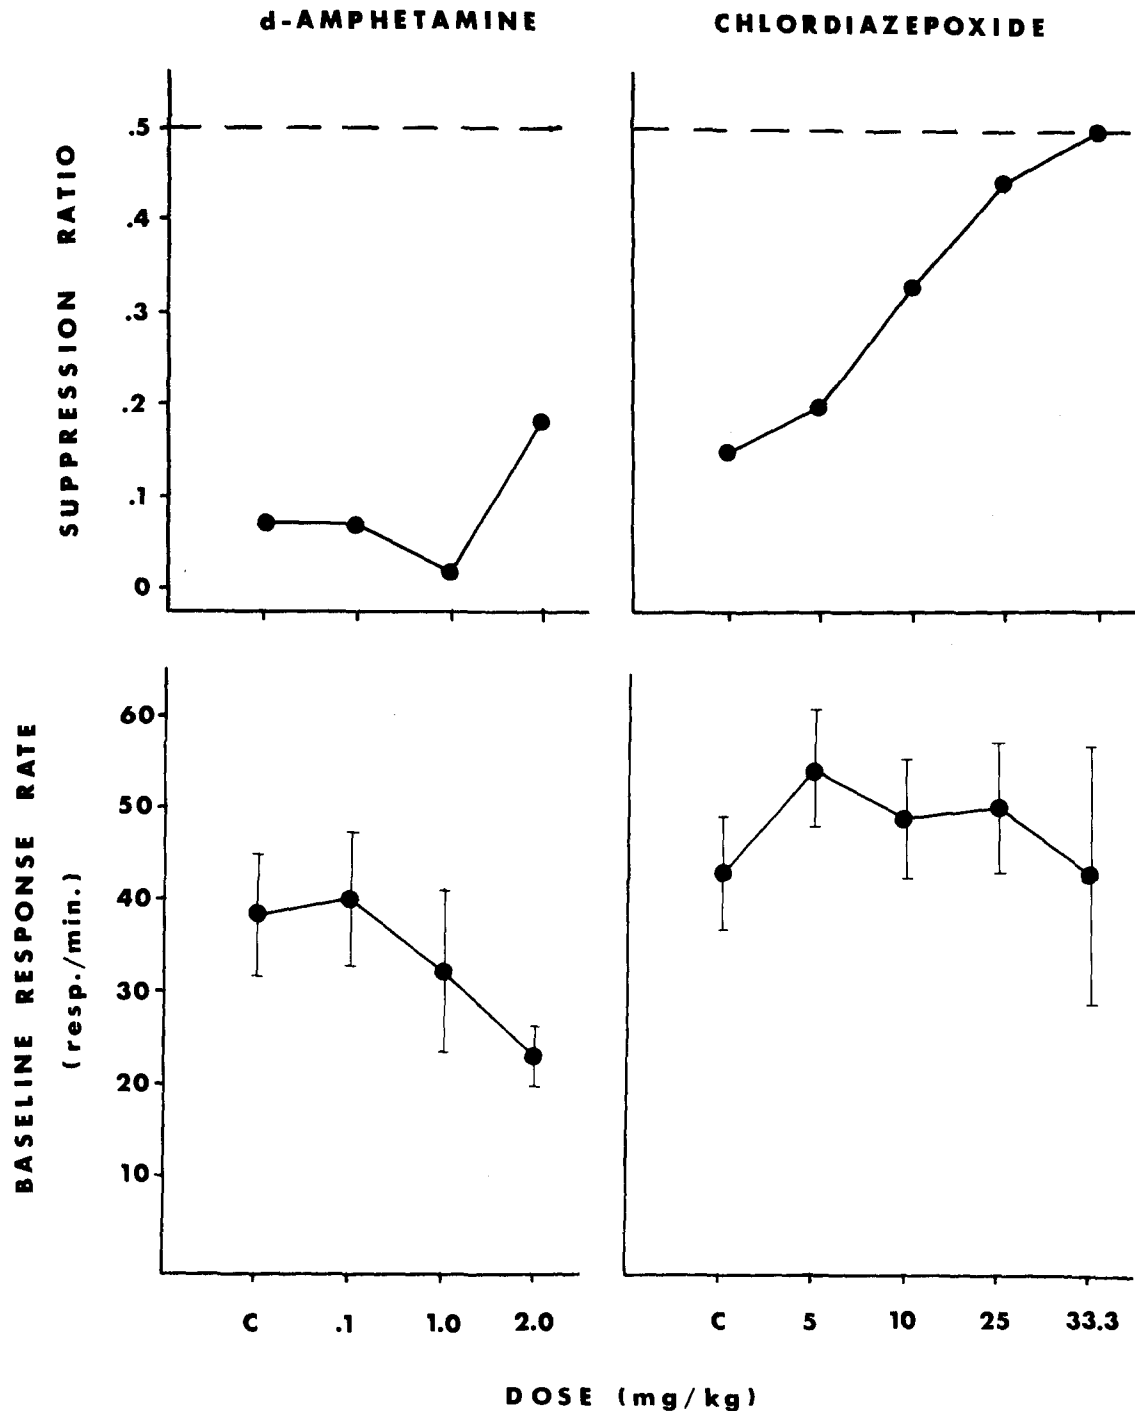 d-AMPHETAMINE
CHLORDIAZEPOXIDE
SUPPRESSION RATIO
.5
.4
.3
.2
.1
0
BASELINE RESPONSE RATE
(resp./min.)
60
50
40
30
20
10
C .1 1.0 2.0
C 5 10 25 33.3
DOSE (mg/kg)